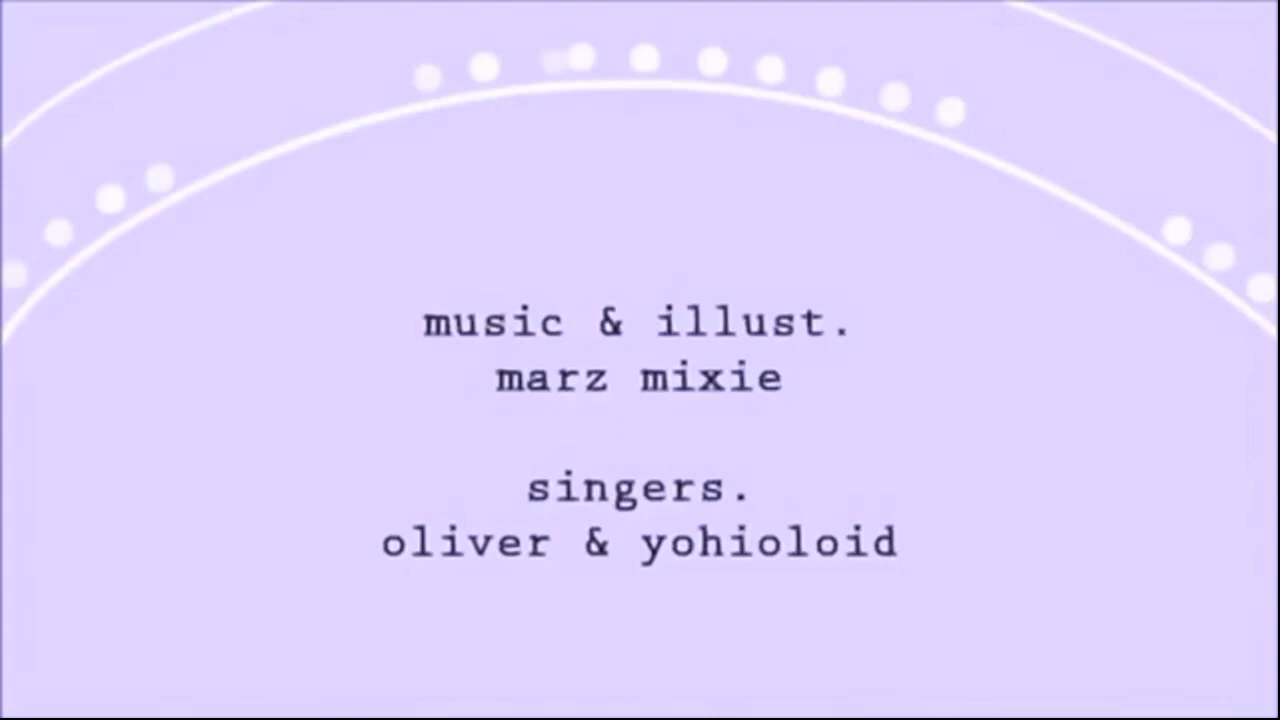 music & illust.
marz mixie
singers.
oliver & yohioloid